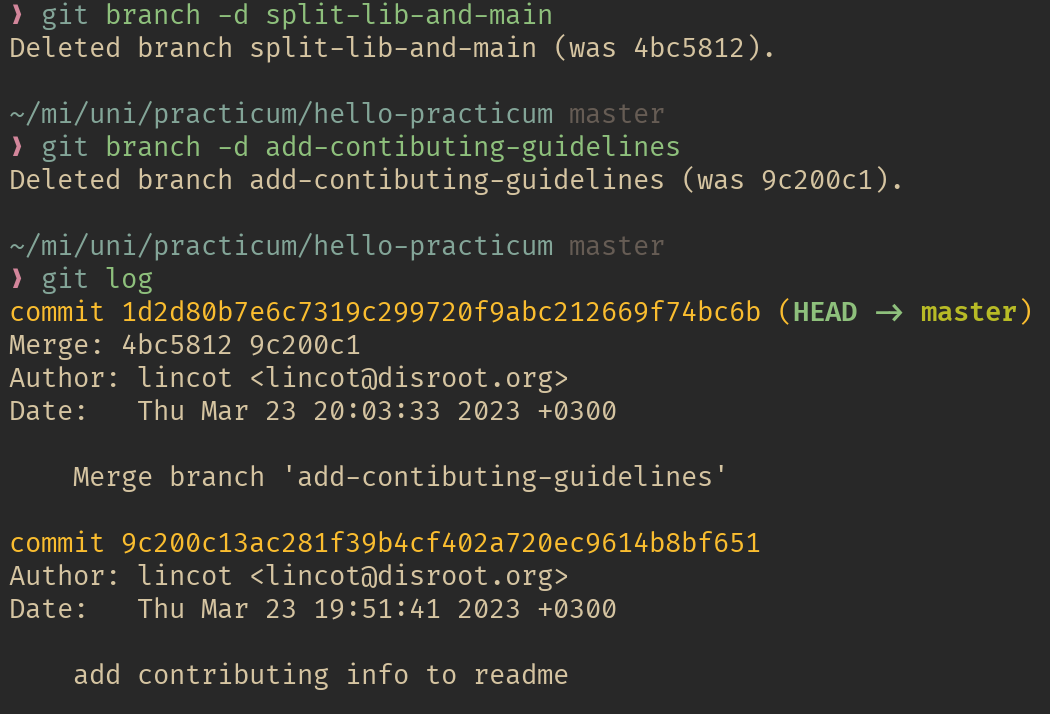 ❱ git branch -d split-lib-and-main
Deleted branch split-lib-and-main (was 4bc5812).
~/mi/uni/practicum/hello-practicum master
❱ git branch -d add-contibuting-guidelines
Deleted branch add-contibuting-guidelines (was 9c200c1).
~/mi/uni/practicum/hello-practicum master
❱ git log
commit 1d2d80b7e6c7319c299720f9abc212669f74bc6b (HEAD -> master)
Merge: 4bc5812 9c200c1
Author: lincot <lincot@disroot.org>
Date:   Thu Mar 23 20:03:33 2023 +0300
    Merge branch 'add-contibuting-guidelines'
commit 9c200c13ac281f39b4cf402a720ec9614b8bf651
Author: lincot <lincot@disroot.org>
Date:   Thu Mar 23 19:51:41 2023 +0300
    add contributing info to readme